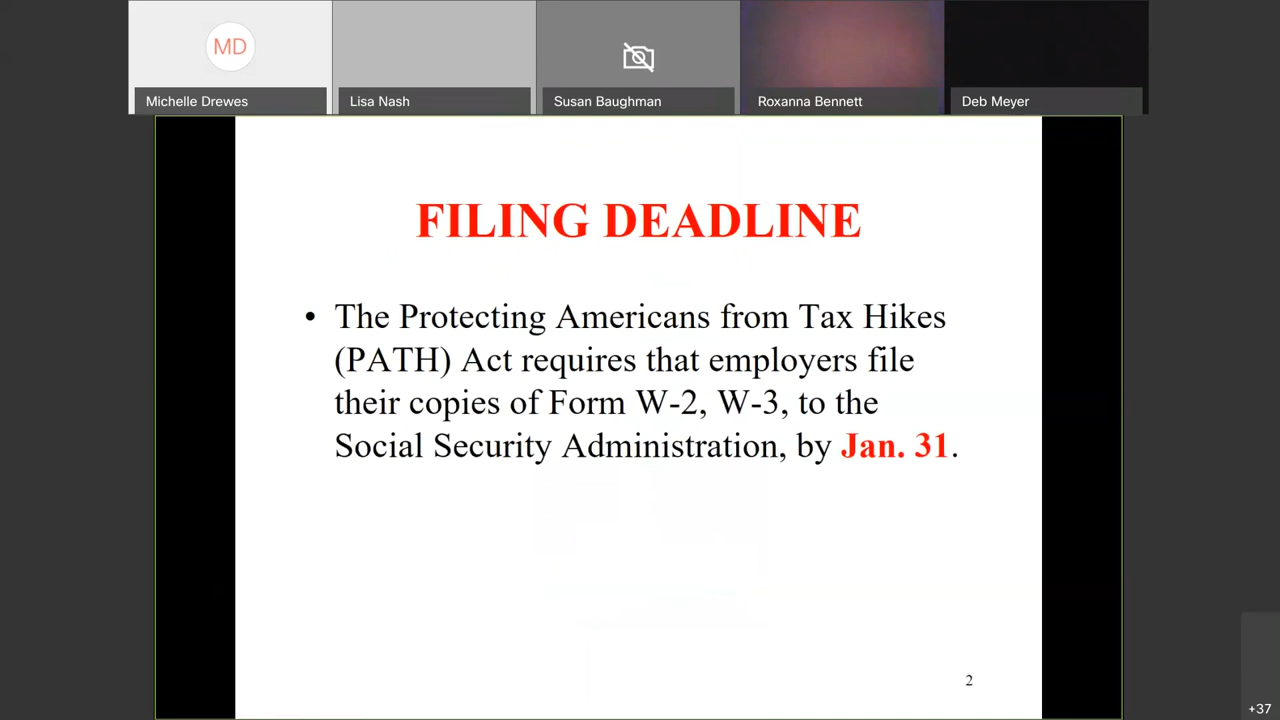 MD
Michelle Drewes
Lisa Nash
Susan Baughman
Roxanna Bennett
Deb Meyer
FILING DEADLINE
• The Protecting Americans from Tax Hikes
(PATH) Act requires that employers file
their copies of Form W-2, W-3, to the
Social Security Administration, by Jan. 31.
2
+37